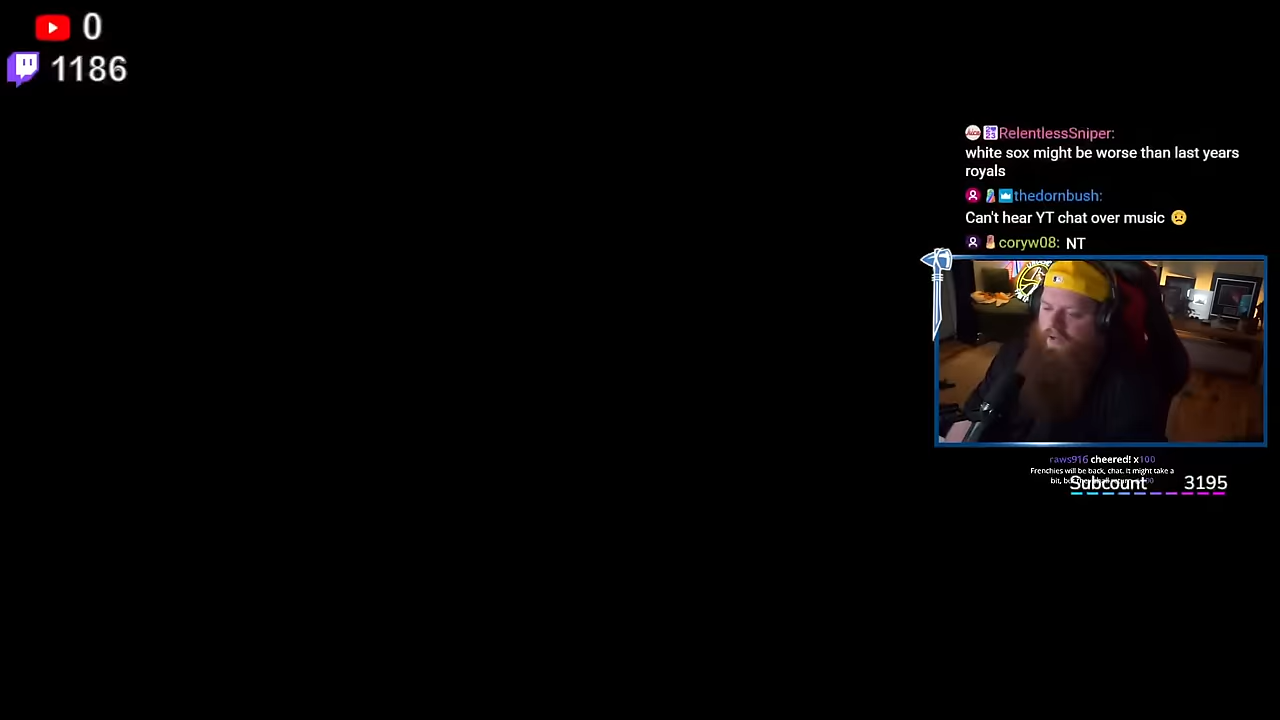 0
1186
RelentlessSniper:
white sox might be worse than last years
royals
thedornbush:
Can't hear YT chat over music
coryw08: NT
raws916 cheered! x100
Frenchies will be back, chat. It might take a
bit,
Subcount 3195